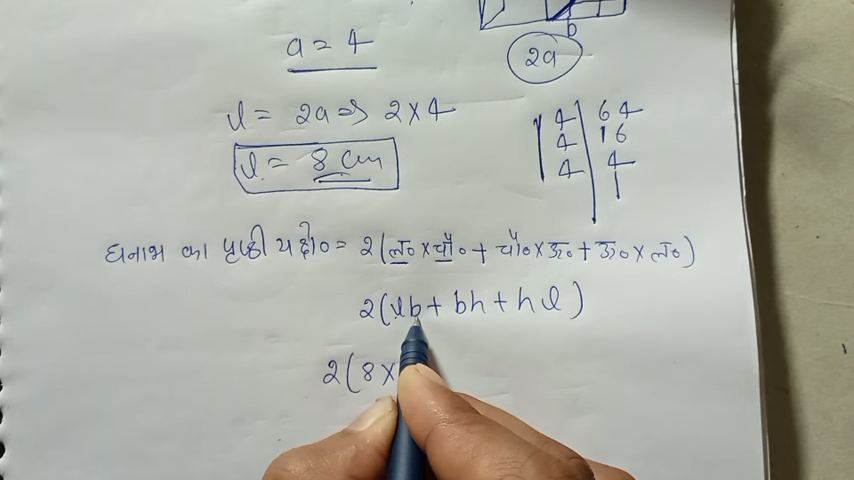 a = 4
b
2a
l = 2a ⇒ 2×4
l = 8 cm
4 | 64
4 | 16
4 | 4
1
घनाभ का पृष्ठी क्षे० = 2(ल०×चौ०+चौ०×ऊ०+ऊ०×ल०)
2(lb+bh+hl)
2(8×